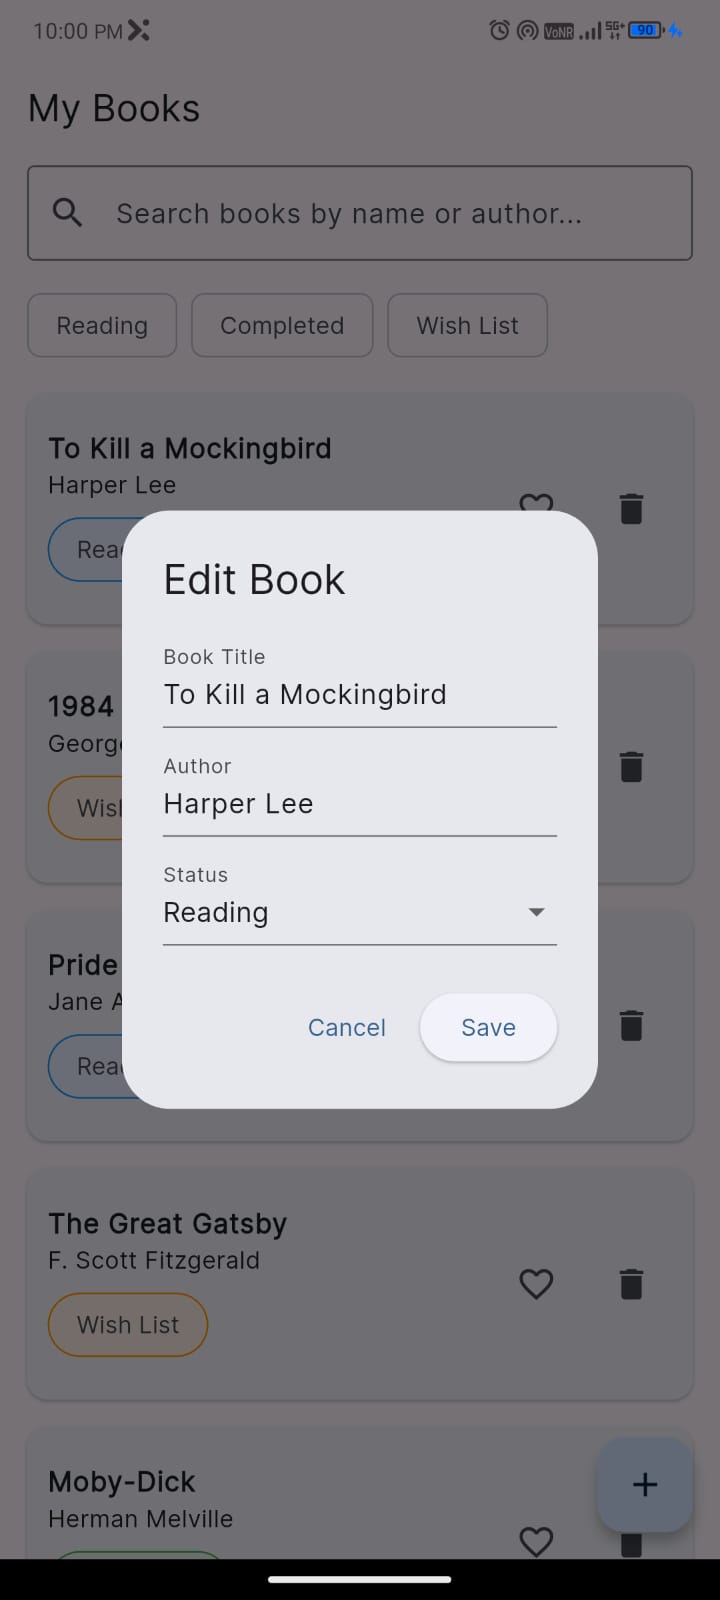 10:00 PM
VoNR 5G+ 90
My Books
Search books by name or author...
Reading Completed Wish List
To Kill a Mockingbird
Harper Lee
Rea
Edit Book
Book Title
To Kill a Mockingbird
Author
Harper Lee
Status
Reading
Cancel Save
1984
George
Wisl
Pride
Jane A
Rea
The Great Gatsby
F. Scott Fitzgerald
Wish List
Moby-Dick
Herman Melville